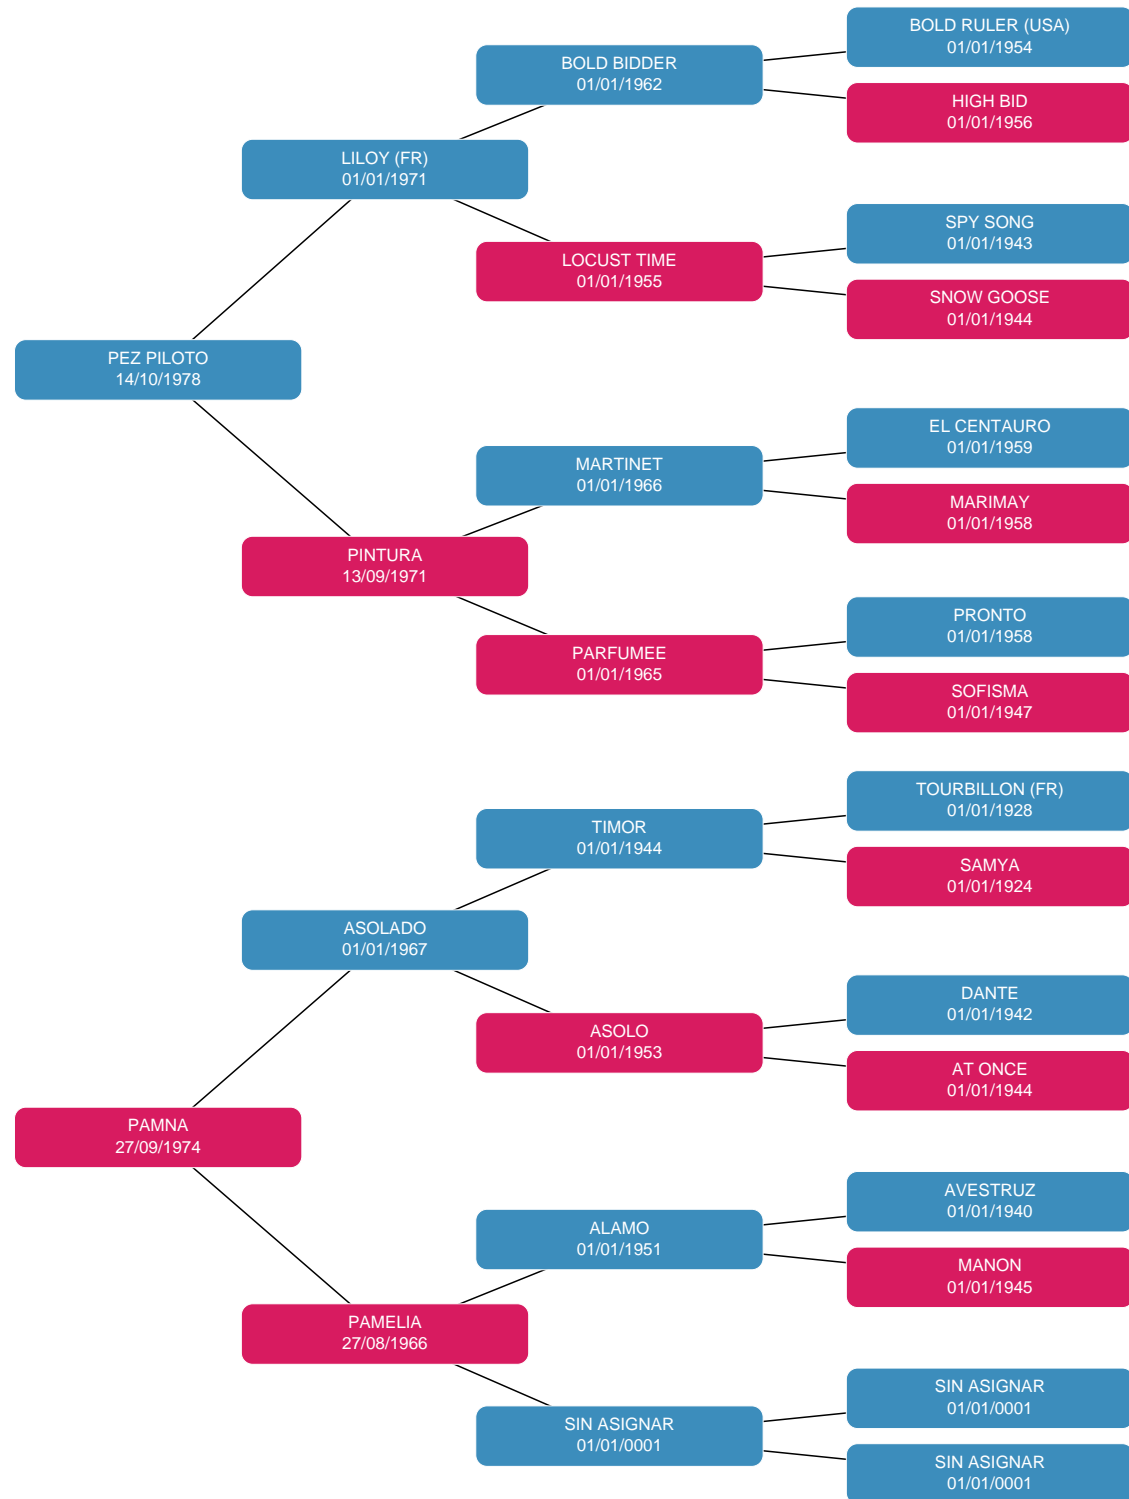 BOLD RULER (USA)
01/01/1954
BOLD BIDDER
01/01/1962
HIGH BID
01/01/1956
LILOY (FR)
01/01/1971
SPY SONG
01/01/1943
LOCUST TIME
01/01/1955
SNOW GOOSE
01/01/1944
PEZ PILOTO
14/10/1978
EL CENTAURO
01/01/1959
MARTINET
01/01/1966
MARIMAY
01/01/1958
PINTURA
13/09/1971
PRONTO
01/01/1958
PARFUMEE
01/01/1965
SOFISMA
01/01/1947
TOURBILLON (FR)
01/01/1928
TIMOR
01/01/1944
SAMYA
01/01/1924
ASOLADO
01/01/1967
DANTE
01/01/1942
ASOLO
01/01/1953
AT ONCE
01/01/1944
PAMNA
27/09/1974
AVESTRUZ
01/01/1940
ALAMO
01/01/1951
MANON
01/01/1945
PAMELIA
27/08/1966
SIN ASIGNAR
01/01/0001
SIN ASIGNAR
01/01/0001
SIN ASIGNAR
01/01/0001